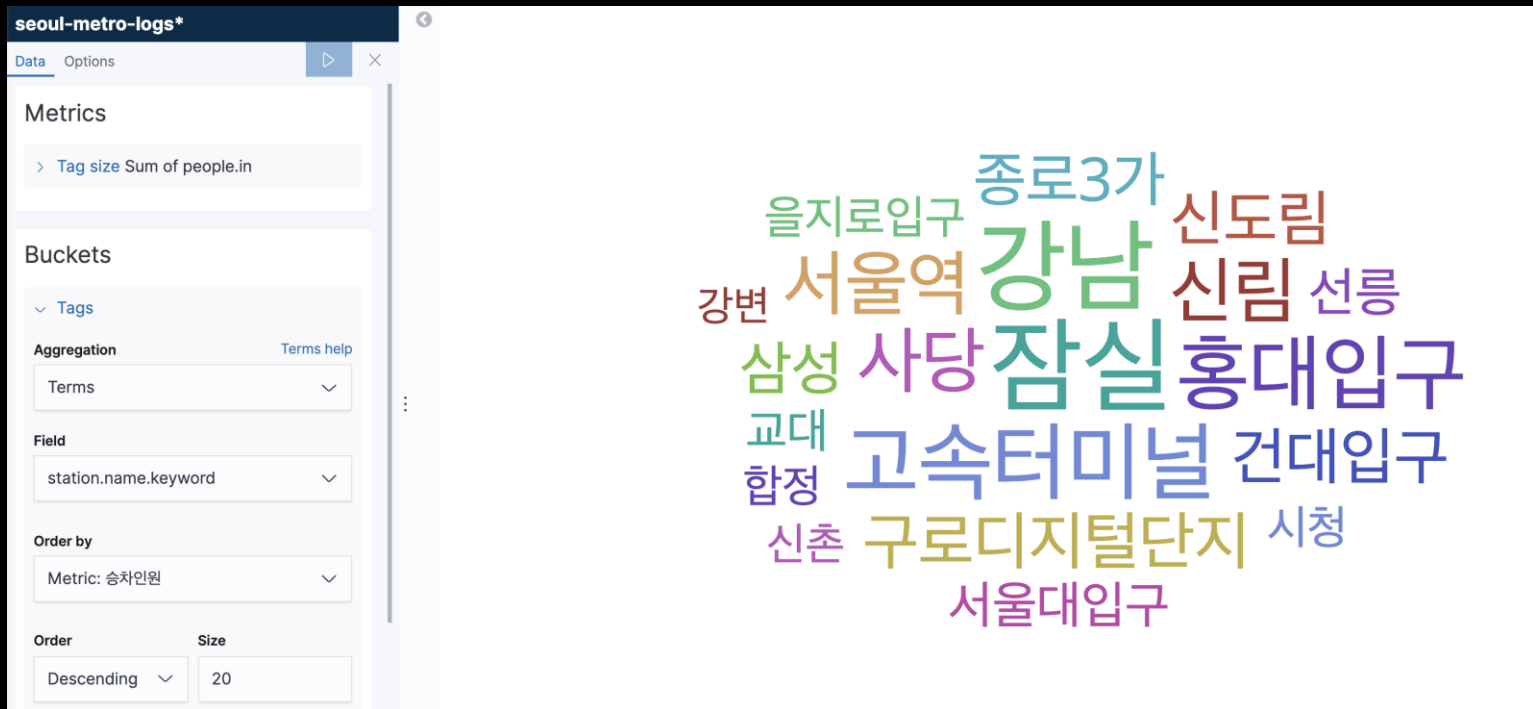 seoul-metro-logs*
Data Options
Metrics
Tag size Sum of people.in
Buckets
Tags
Aggregation Terms help
Terms
Field
station.name.keyword
Order by
Metric: 승차인원
Order Size
Descending 20
종로3가
을지로입구
신도림
강남
서울역
신림
선릉
강변
잠실
홍대입구
사당
삼성
교대
고속터미널
건대입구
합정
시청
신촌
구로디지털단지
서울대입구